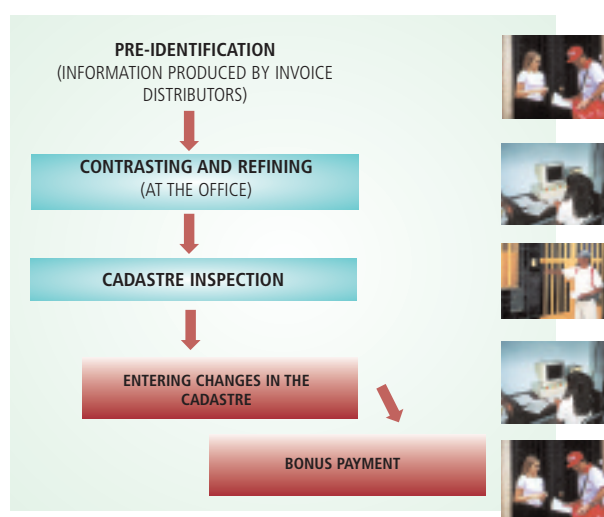 PRE-IDENTIFICATION
(INFORMATION PRODUCED BY INVOICE
DISTRIBUTORS)
CONTRASTING AND REFINING
(AT THE OFFICE)
CADASTRE INSPECTION
ENTERING CHANGES IN THE
CADASTRE
BONUS PAYMENT